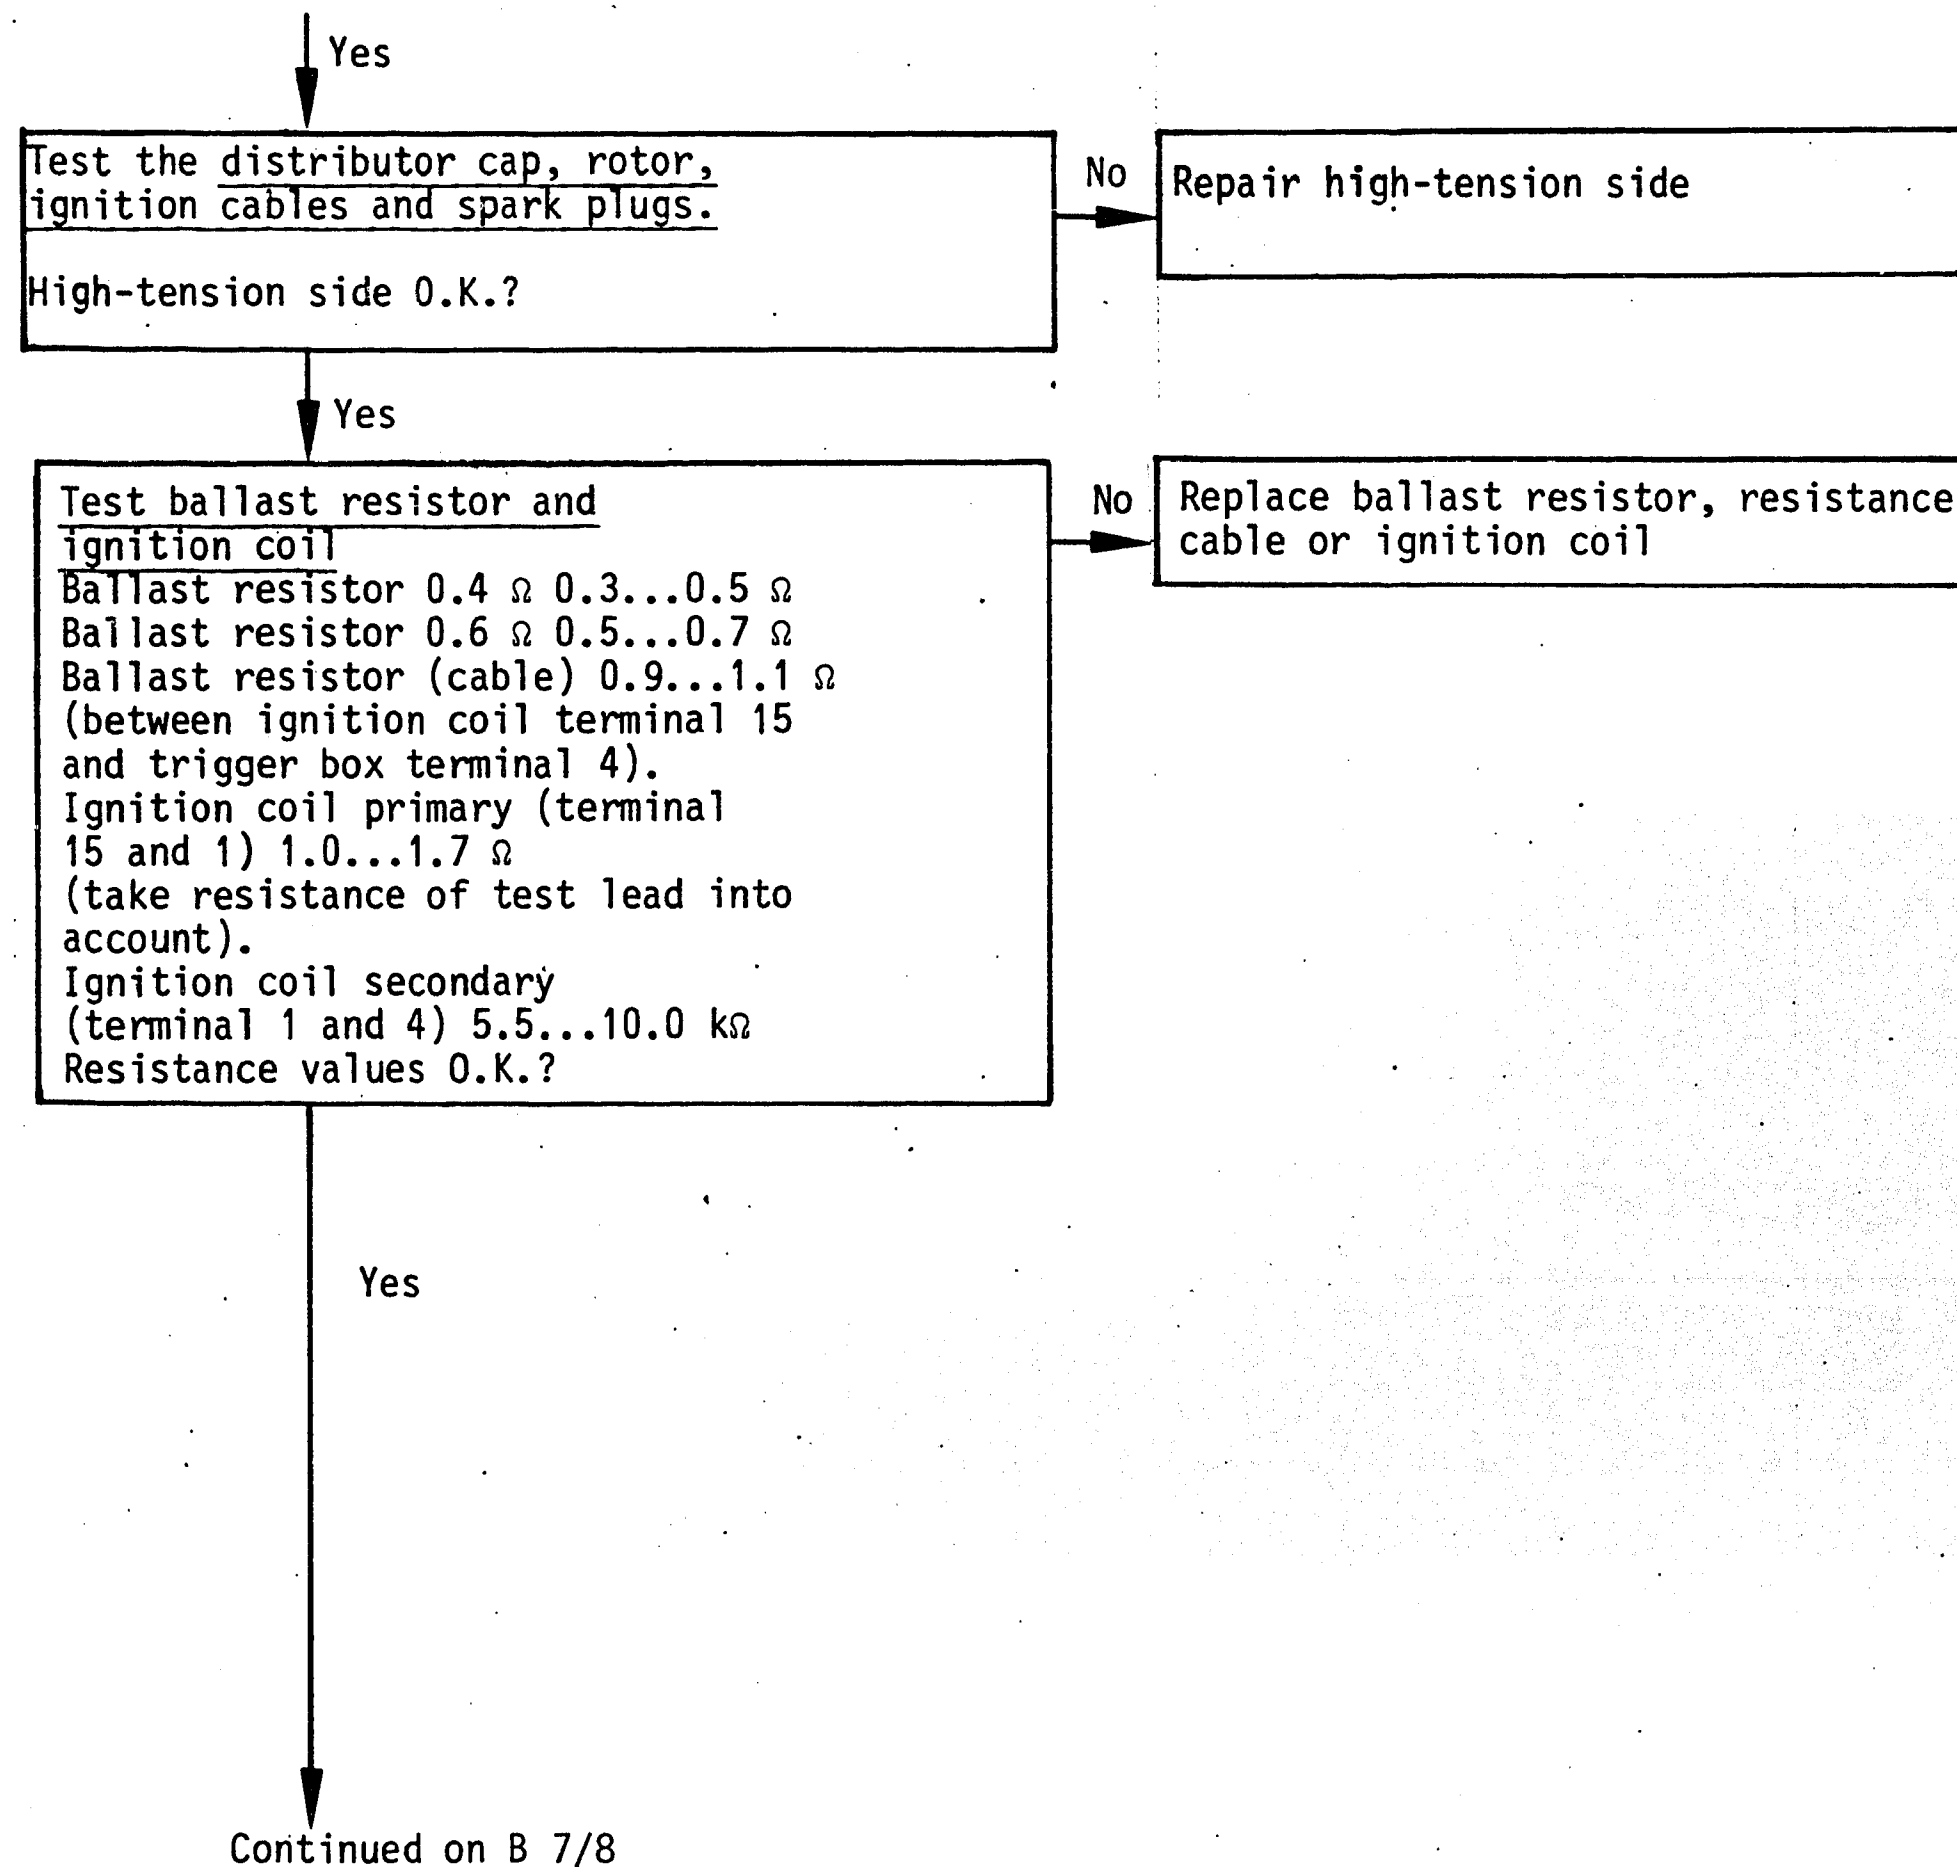 Yes
Test the distributor cap, rotor,
ignition cables and spark plugs.
High-tension side O.K.?
No
Repair high-tension side
Yes
Test ballast resistor and
ignition coil
Ballast resistor 0.4 Ω 0.3...0.5 Ω
Ballast resistor 0.6 Ω 0.5...0.7 Ω
Ballast resistor (cable) 0.9...1.1 Ω
(between ignition coil terminal 15
and trigger box terminal 4).
Ignition coil primary (terminal
15 and 1) 1.0...1.7 Ω
(take resistance of test lead into
account).
Ignition coil secondary
(terminal 1 and 4) 5.5...10.0 kΩ
Resistance values O.K.?
No
Replace ballast resistor, resistance
cable or ignition coil
Yes
Continued on B 7/8